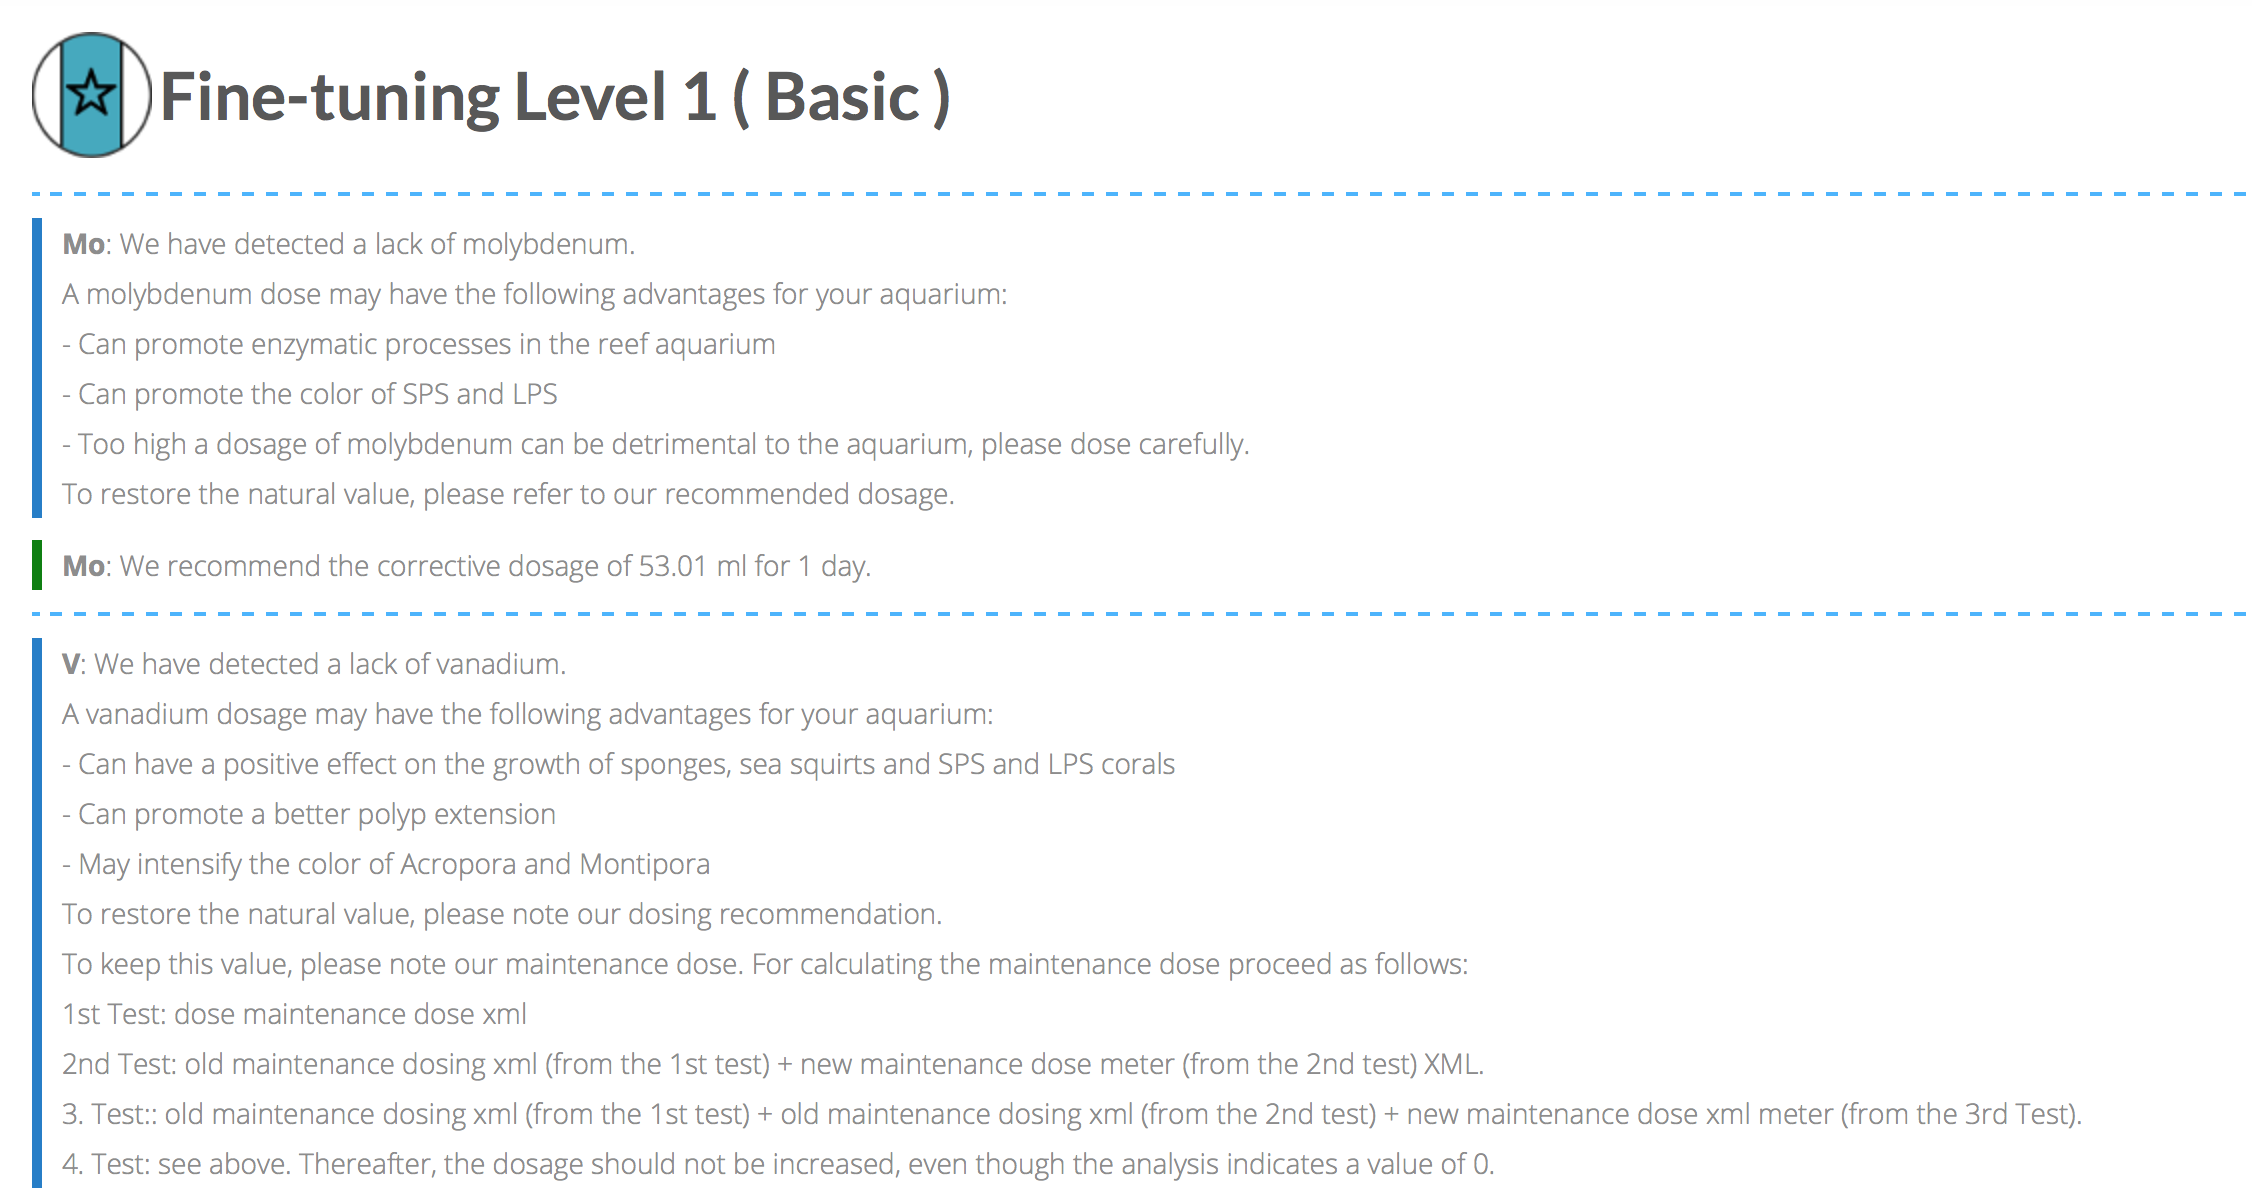 Fine-tuning Level 1 ( Basic )
Mo: We have detected a lack of molybdenum.
A molybdenum dose may have the following advantages for your aquarium:
- Can promote enzymatic processes in the reef aquarium
- Can promote the color of SPS and LPS
- Too high a dosage of molybdenum can be detrimental to the aquarium, please dose carefully.
To restore the natural value, please refer to our recommended dosage.
Mo: We recommend the corrective dosage of 53.01 ml for 1 day.
V: We have detected a lack of vanadium.
A vanadium dosage may have the following advantages for your aquarium:
- Can have a positive effect on the growth of sponges, sea squirts and SPS and LPS corals
- Can promote a better polyp extension
- May intensify the color of Acropora and Montipora
To restore the natural value, please note our dosing recommendation.
To keep this value, please note our maintenance dose. For calculating the maintenance dose proceed as follows:
1st Test: dose maintenance dose xml
2nd Test: old maintenance dosing xml (from the 1st test) + new maintenance dose meter (from the 2nd test) XML.
3. Test:: old maintenance dosing xml (from the 1st test) + old maintenance dosing xml (from the 2nd test) + new maintenance dose xml meter (from the 3rd Test).
4. Test: see above. Thereafter, the dosage should not be increased, even though the analysis indicates a value of 0.